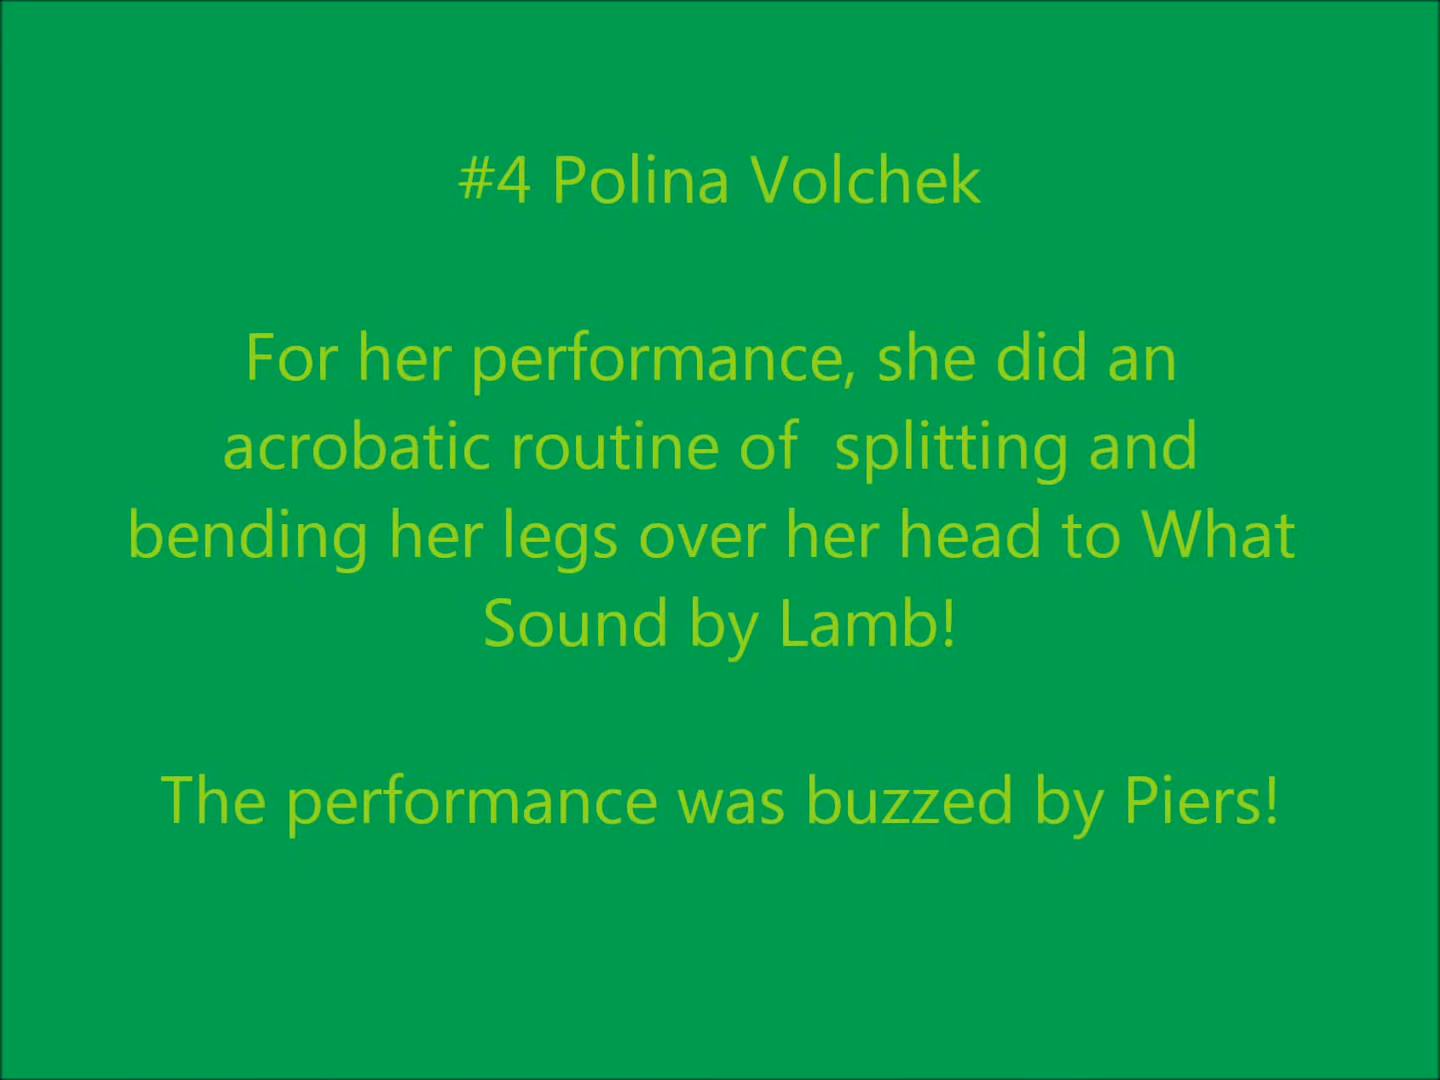 #4 Polina Volchek
For her performance, she did an
acrobatic routine of  splitting and
bending her legs over her head to What
Sound by Lamb!
The performance was buzzed by Piers!